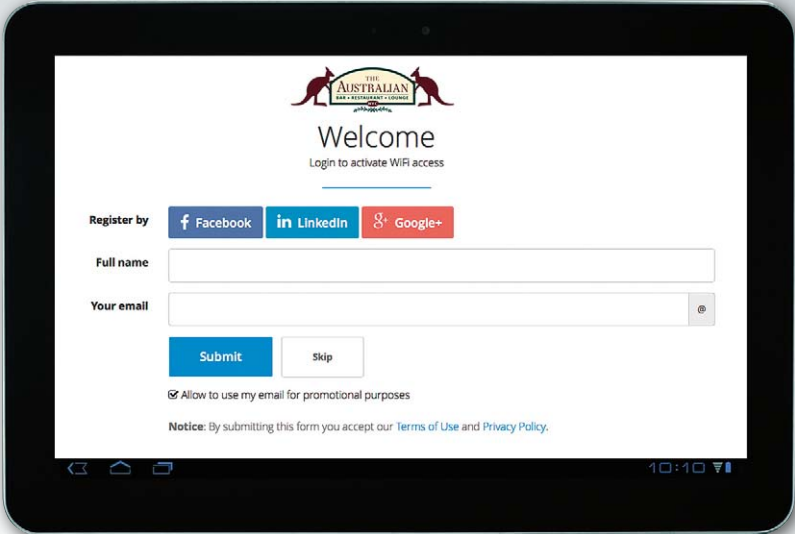 THE
AUSTRALIAN
BAR • RESTAURANT • LOUNGE
Welcome
Login to activate WiFi access
Register by
f Facebook
in LinkedIn
g+ Google+
Full name
Your email
@
Submit
Skip
Allow to use my email for promotional purposes
Notice: By submitting this form you accept our Terms of Use and Privacy Policy.
10:10